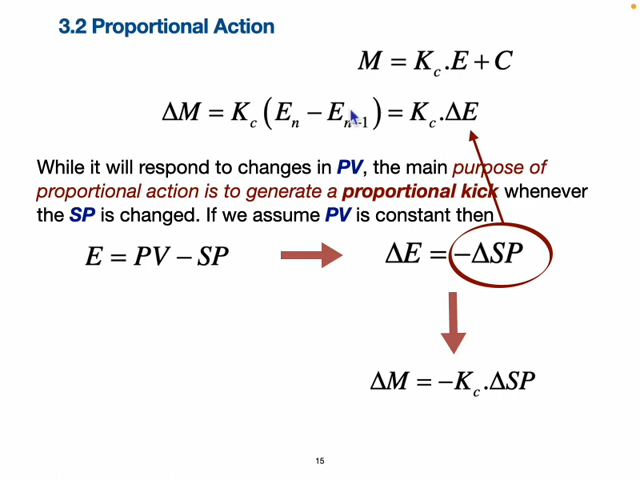 3.2 Proportional Action
M = K_c.E + C
ΔM = K_c (E_n − E_{n−1}) = K_c.ΔE
While it will respond to changes in PV, the main purpose of
proportional action is to generate a proportional kick whenever
the SP is changed. If we assume PV is constant then
E = PV − SP
ΔE = −ΔSP
ΔM = −K_c.ΔSP
15